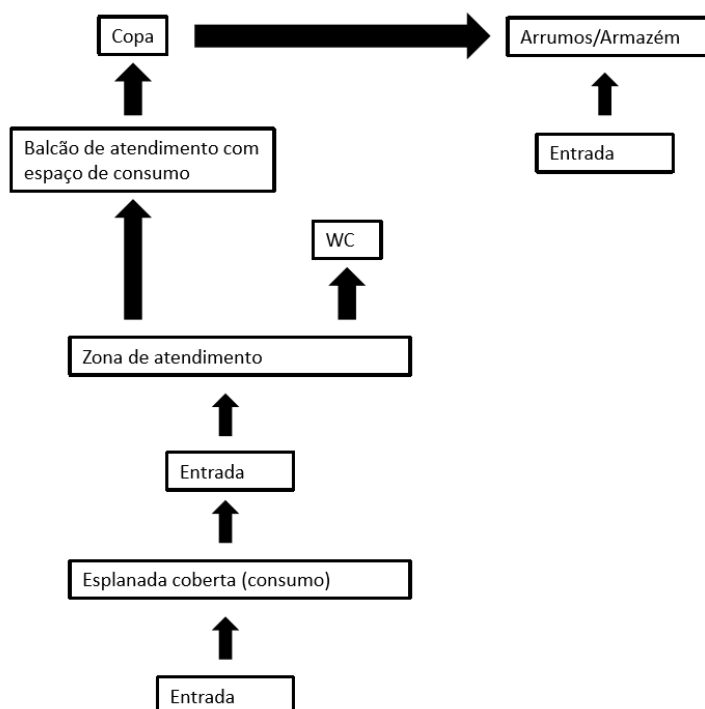 Copa
Arrumos/Armazém
Balcão de atendimento com
espaço de consumo
Entrada
WC
Zona de atendimento
Entrada
Esplanada coberta (consumo)
Entrada